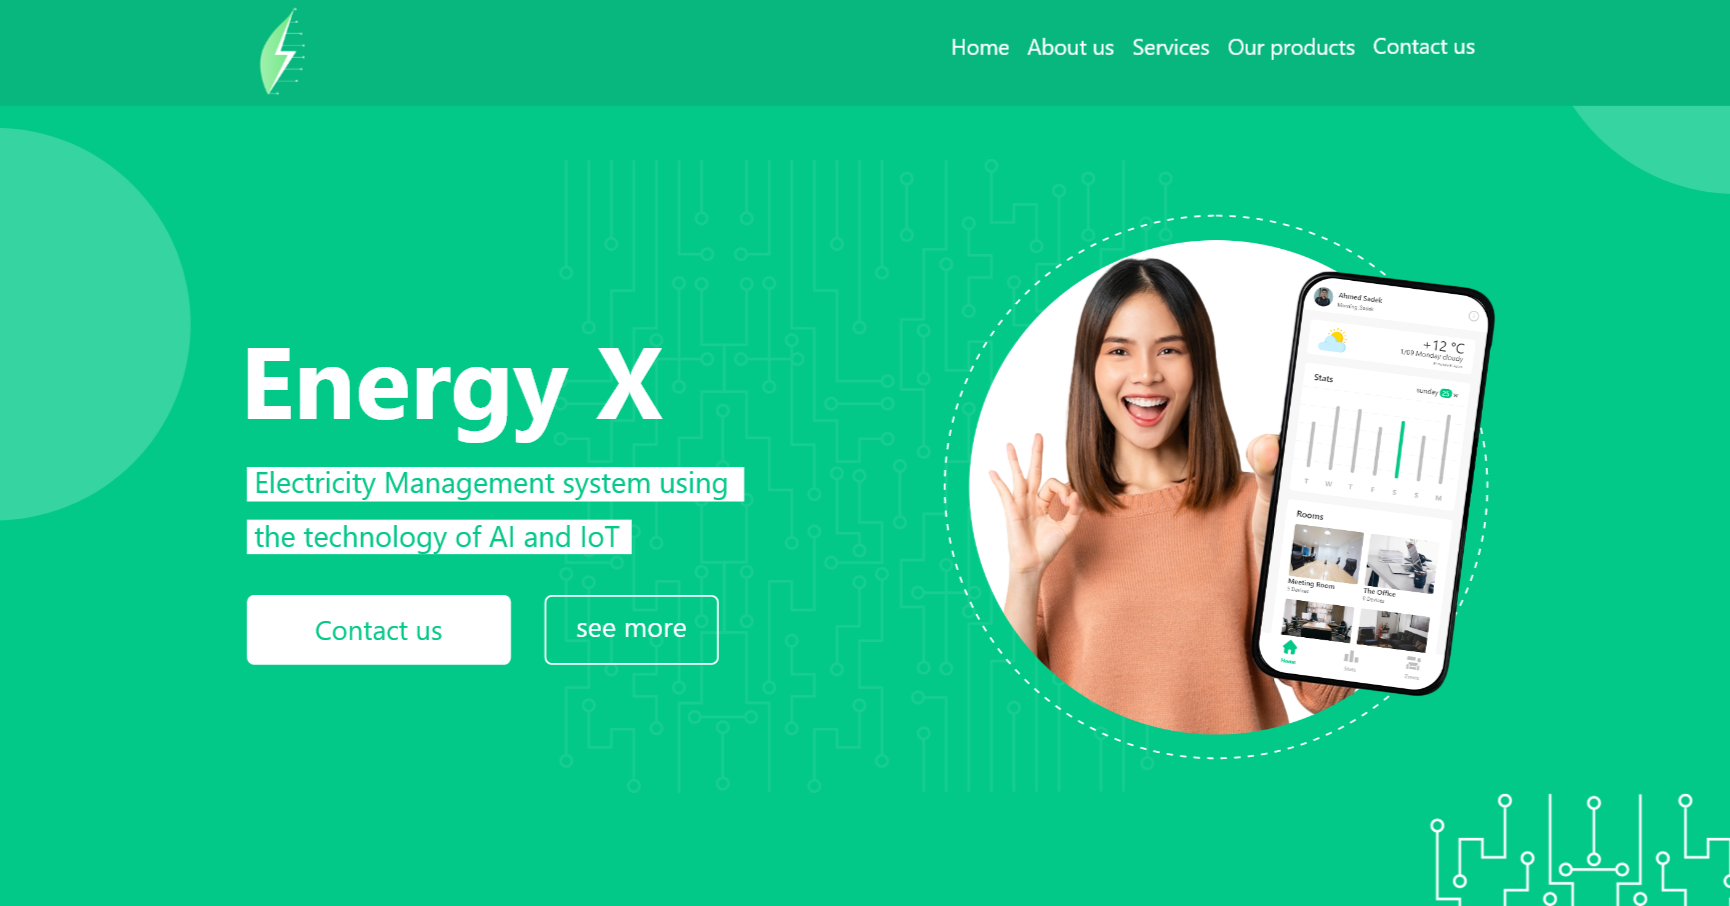 Home About us Services Our products Contact us
Energy X
Electricity Management system using
the technology of AI and IoT
Contact us
see more
Ahmed Sadek
Morning, Sadek
+12 °C
1/09 Monday cloudy
Stats
sunday 25
T W T F S S M
Rooms
Meeting Room
The Office
Home
Stats